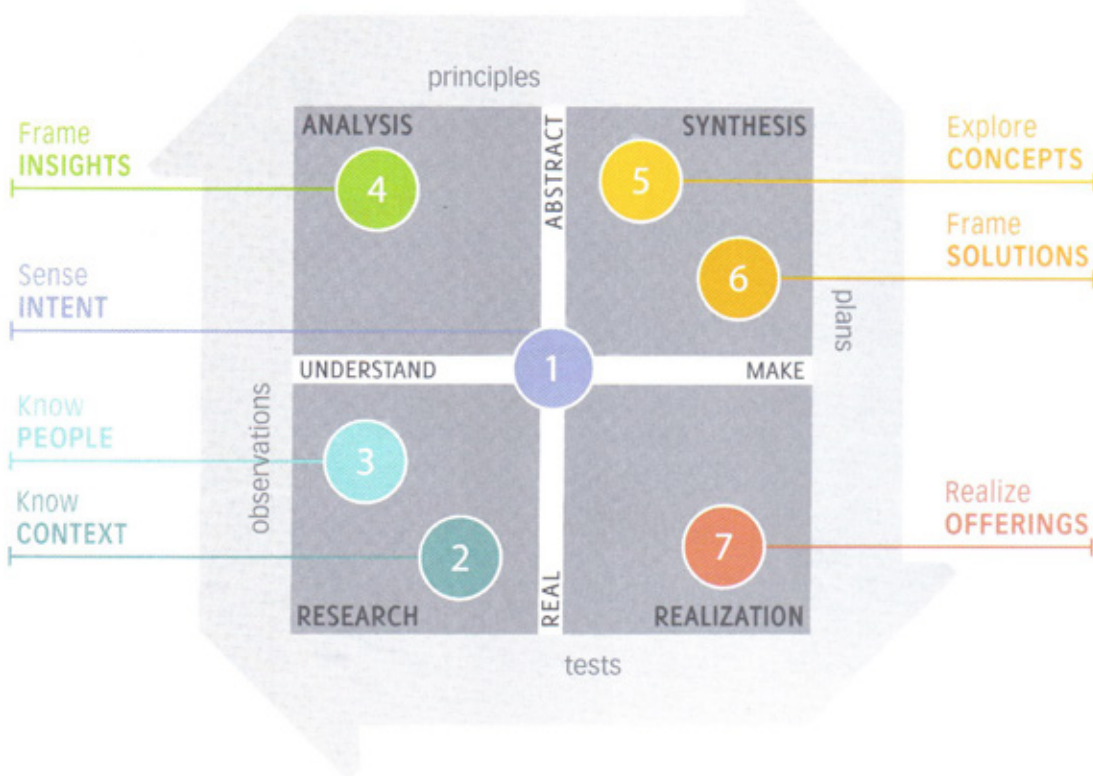 principles
ANALYSIS
ABSTRACT
SYNTHESIS
Frame
INSIGHTS
4
5
Explore
CONCEPTS
Frame
SOLUTIONS
6
Sense
INTENT
1
plans
UNDERSTAND
MAKE
Know
PEOPLE
3
observations
Know
CONTEXT
2
Realize
OFFERINGS
7
RESEARCH
REAL
REALIZATION
tests